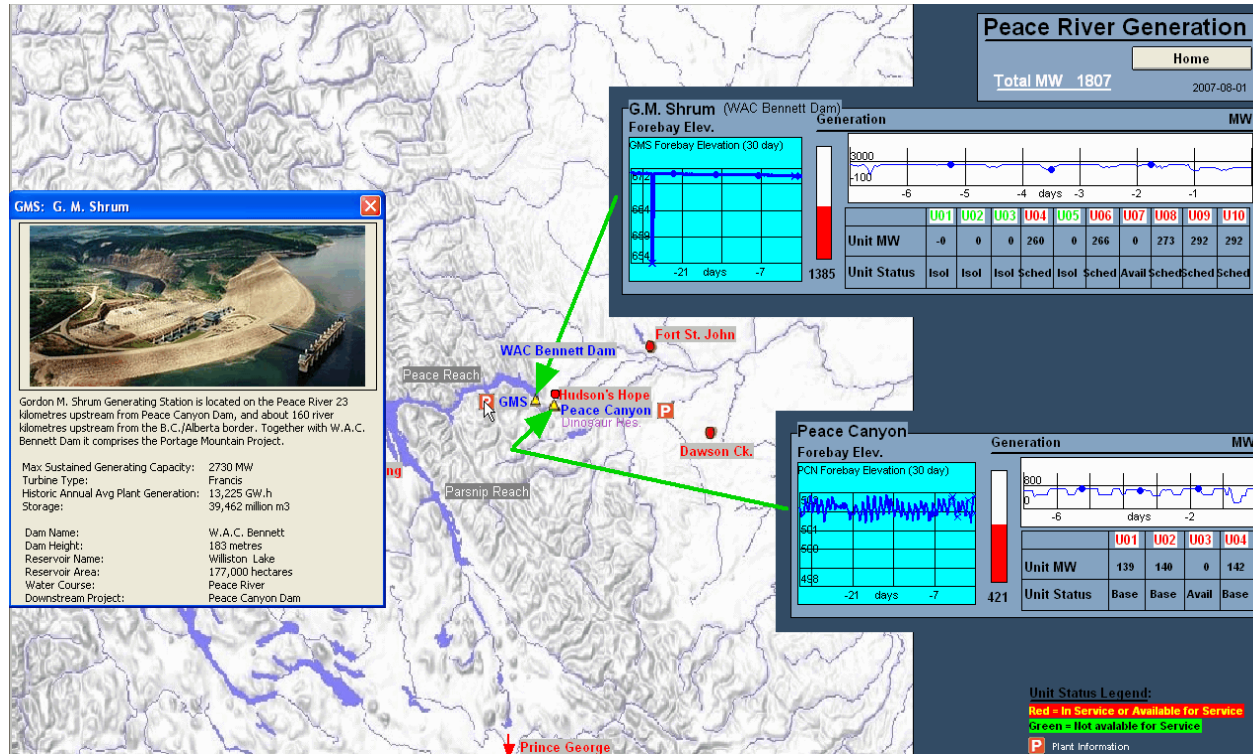 Peace River Generation
Home
Total MW 1807
2007-08-01
G.M. Shrum (WAC Bennett Dam)
Forebay Elev.
Generation MW
GMS Forebay Elevation (30 day)
672
664
659
654
-21 days -7
1385
3000
-100
-6 -5 -4 days -3 -2 -1
U01 U02 U03 U04 U05 U06 U07 U08 U09 U10
Unit MW -0 0 0 260 0 266 0 273 292 292
Unit Status Isol Isol Isol Sched Isol Sched Avail Sched Sched Sched
GMS: G. M. Shrum
Gordon M. Shrum Generating Station is located on the Peace River 23
kilometres upstream from Peace Canyon Dam, and about 160 river
kilometres upstream from the B.C./Alberta border. Together with W.A.C.
Bennett Dam it comprises the Portage Mountain Project.
Max Sustained Generating Capacity: 2730 MW
Turbine Type: Francis
Historic Annual Avg Plant Generation: 13,225 GW.h
Storage: 39,462 million m3
Dam Name: W.A.C. Bennett
Dam Height: 183 metres
Reservoir Name: Williston Lake
Reservoir Area: 177,000 hectares
Water Course: Peace River
Downstream Project: Peace Canyon Dam
Fort St. John
WAC Bennett Dam
Peace Reach
Hudson's Hope
P GMS
Peace Canyon P
Dinosaur Res.
Dawson Ck.
ng
Parsnip Reach
Prince George
Peace Canyon
Forebay Elev.
Generation MW
PCN Forebay Elevation (30 day)
501
500
498
-21 days -7
421
800
0
-6 days -2
U01 U02 U03 U04
Unit MW 139 140 0 142
Unit Status Base Base Avail Base
Unit Status Legend:
Red = In Service or Available for Service
Green = Not avalable for Service
P Plant Information